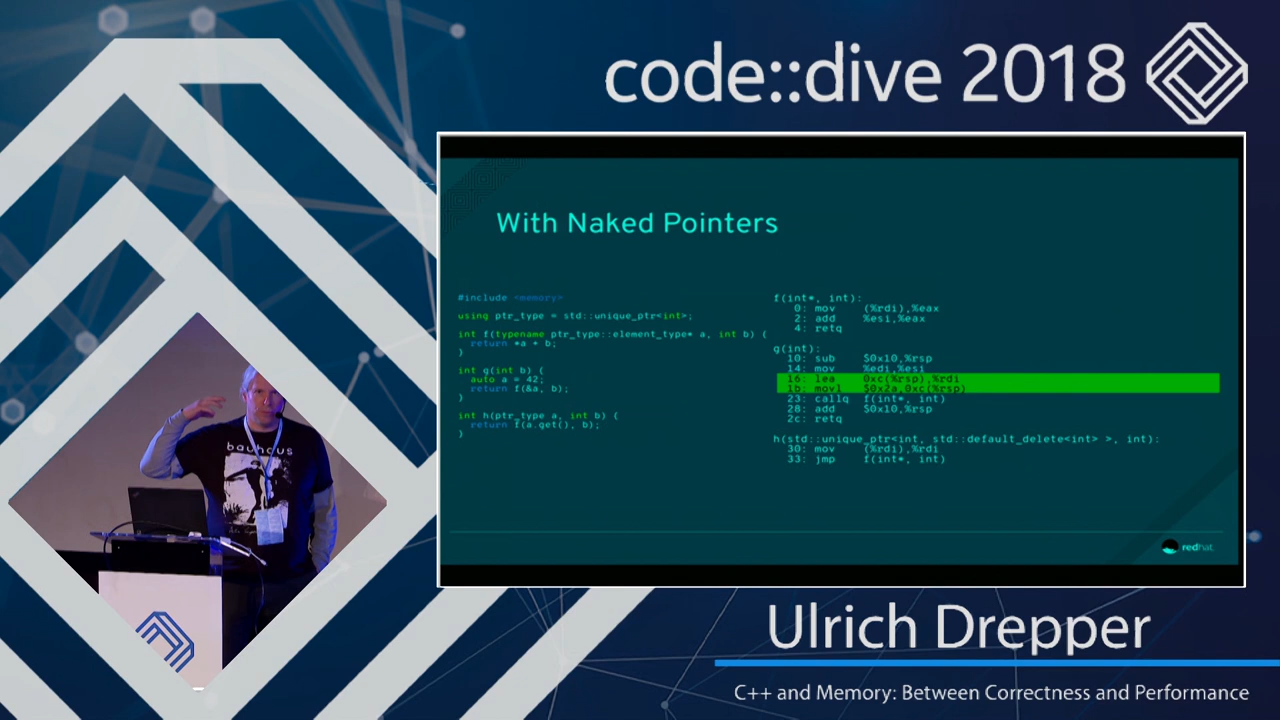 code::dive 2018
With Naked Pointers
#include <memory>
using ptr_type = std::unique_ptr<int>;
int f(typename ptr_type::element_type* a, int b) {
return *a + b;
}
int g(int b) {
auto a = 42;
return f(&a, b);
}
int h(ptr_type a, int b) {
return f(a.get(), b);
}
f(int*, int):
0: mov (%rdi),%eax
2: add %esi,%eax
4: retq
g(int):
10: sub $0x10,%rsp
14: mov %edi,%esi
16: lea 0xc(%rsp),%rdi
1b: movl $0x2a,0xc(%rsp)
23: callq f(int*, int)
28: add $0x10,%rsp
2c: retq
h(std::unique_ptr<int, std::default_delete<int> >, int):
30: mov (%rdi),%rdi
33: jmp f(int*, int)
redhat
bauhaus
Ulrich Drepper
C++ and Memory: Between Correctness and Performance